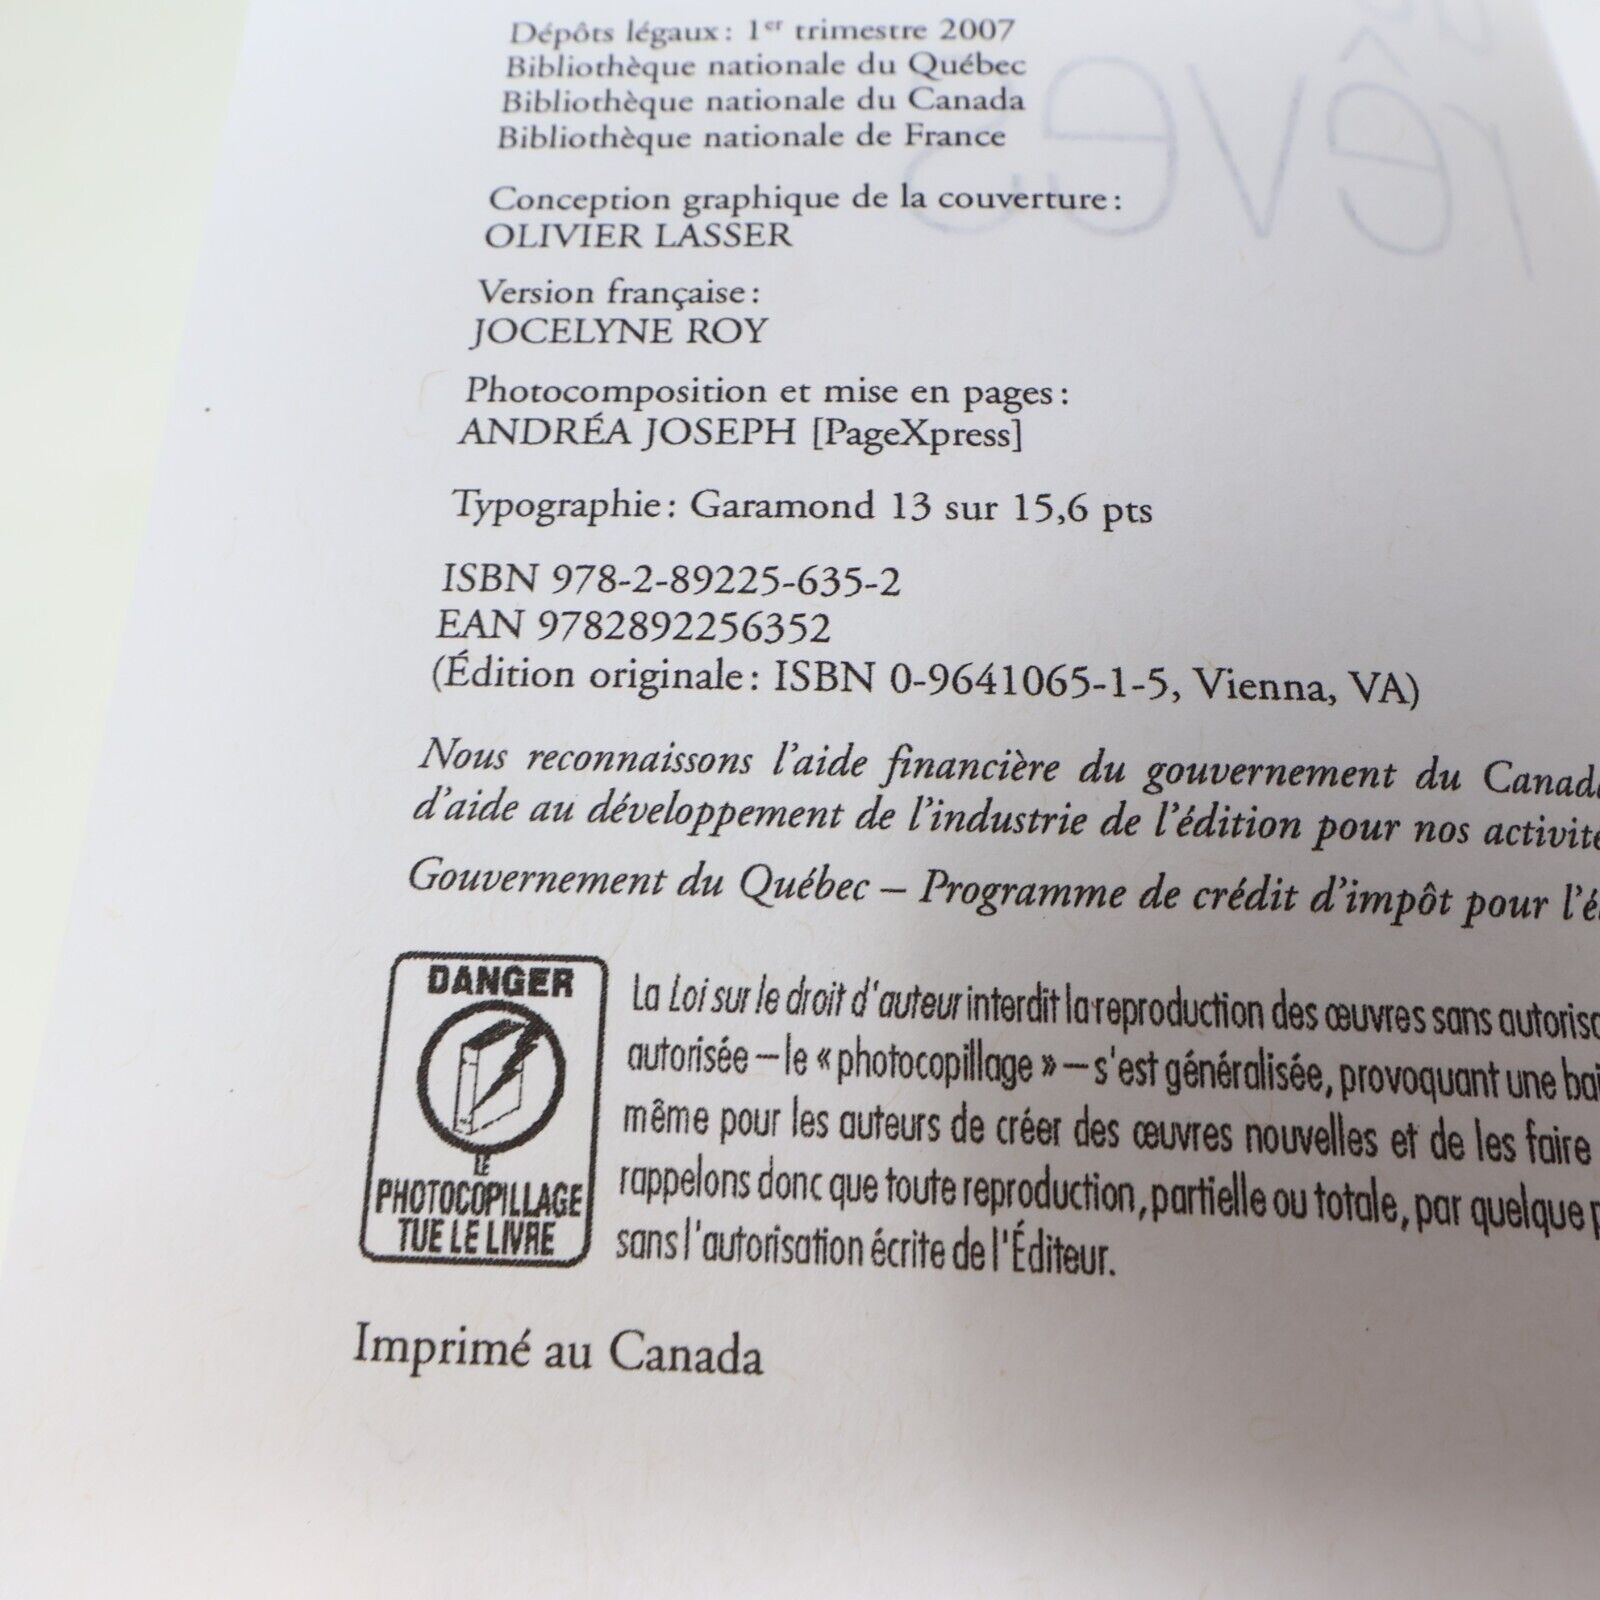 Dépôts légaux : 1er trimestre 2007
Bibliothèque nationale du Québec
Bibliothèque nationale du Canada
Bibliothèque nationale de France
Conception graphique de la couverture :
OLIVIER LASSER
Version française :
JOCELYNE ROY
Photocomposition et mise en pages :
ANDRÉA JOSEPH [PageXpress]
Typographie : Garamond 13 sur 15,6 pts
ISBN 978-2-89225-635-2
EAN 9782892256352
(Édition originale : ISBN 0-9641065-1-5, Vienna, VA)
Nous reconnaissons l'aide financière du gouvernement du Canada
d'aide au développement de l'industrie de l'édition pour nos
Gouvernement du Québec – Programme de crédit d'impôt pour
DANGER
LE
PHOTOCOPILLAGE
TUE LE LIVRE
La Loi sur le droit d'auteur interdit la reproduction des œuvres sans
autorisée – le « photocopillage » – s'est généralisée, provoquant une
même pour les auteurs de créer des œuvres nouvelles et de les faire
rappelons donc que toute reproduction, partielle ou totale, par quelque
sans l'autorisation écrite de l'Éditeur.
Imprimé au Canada
rêves